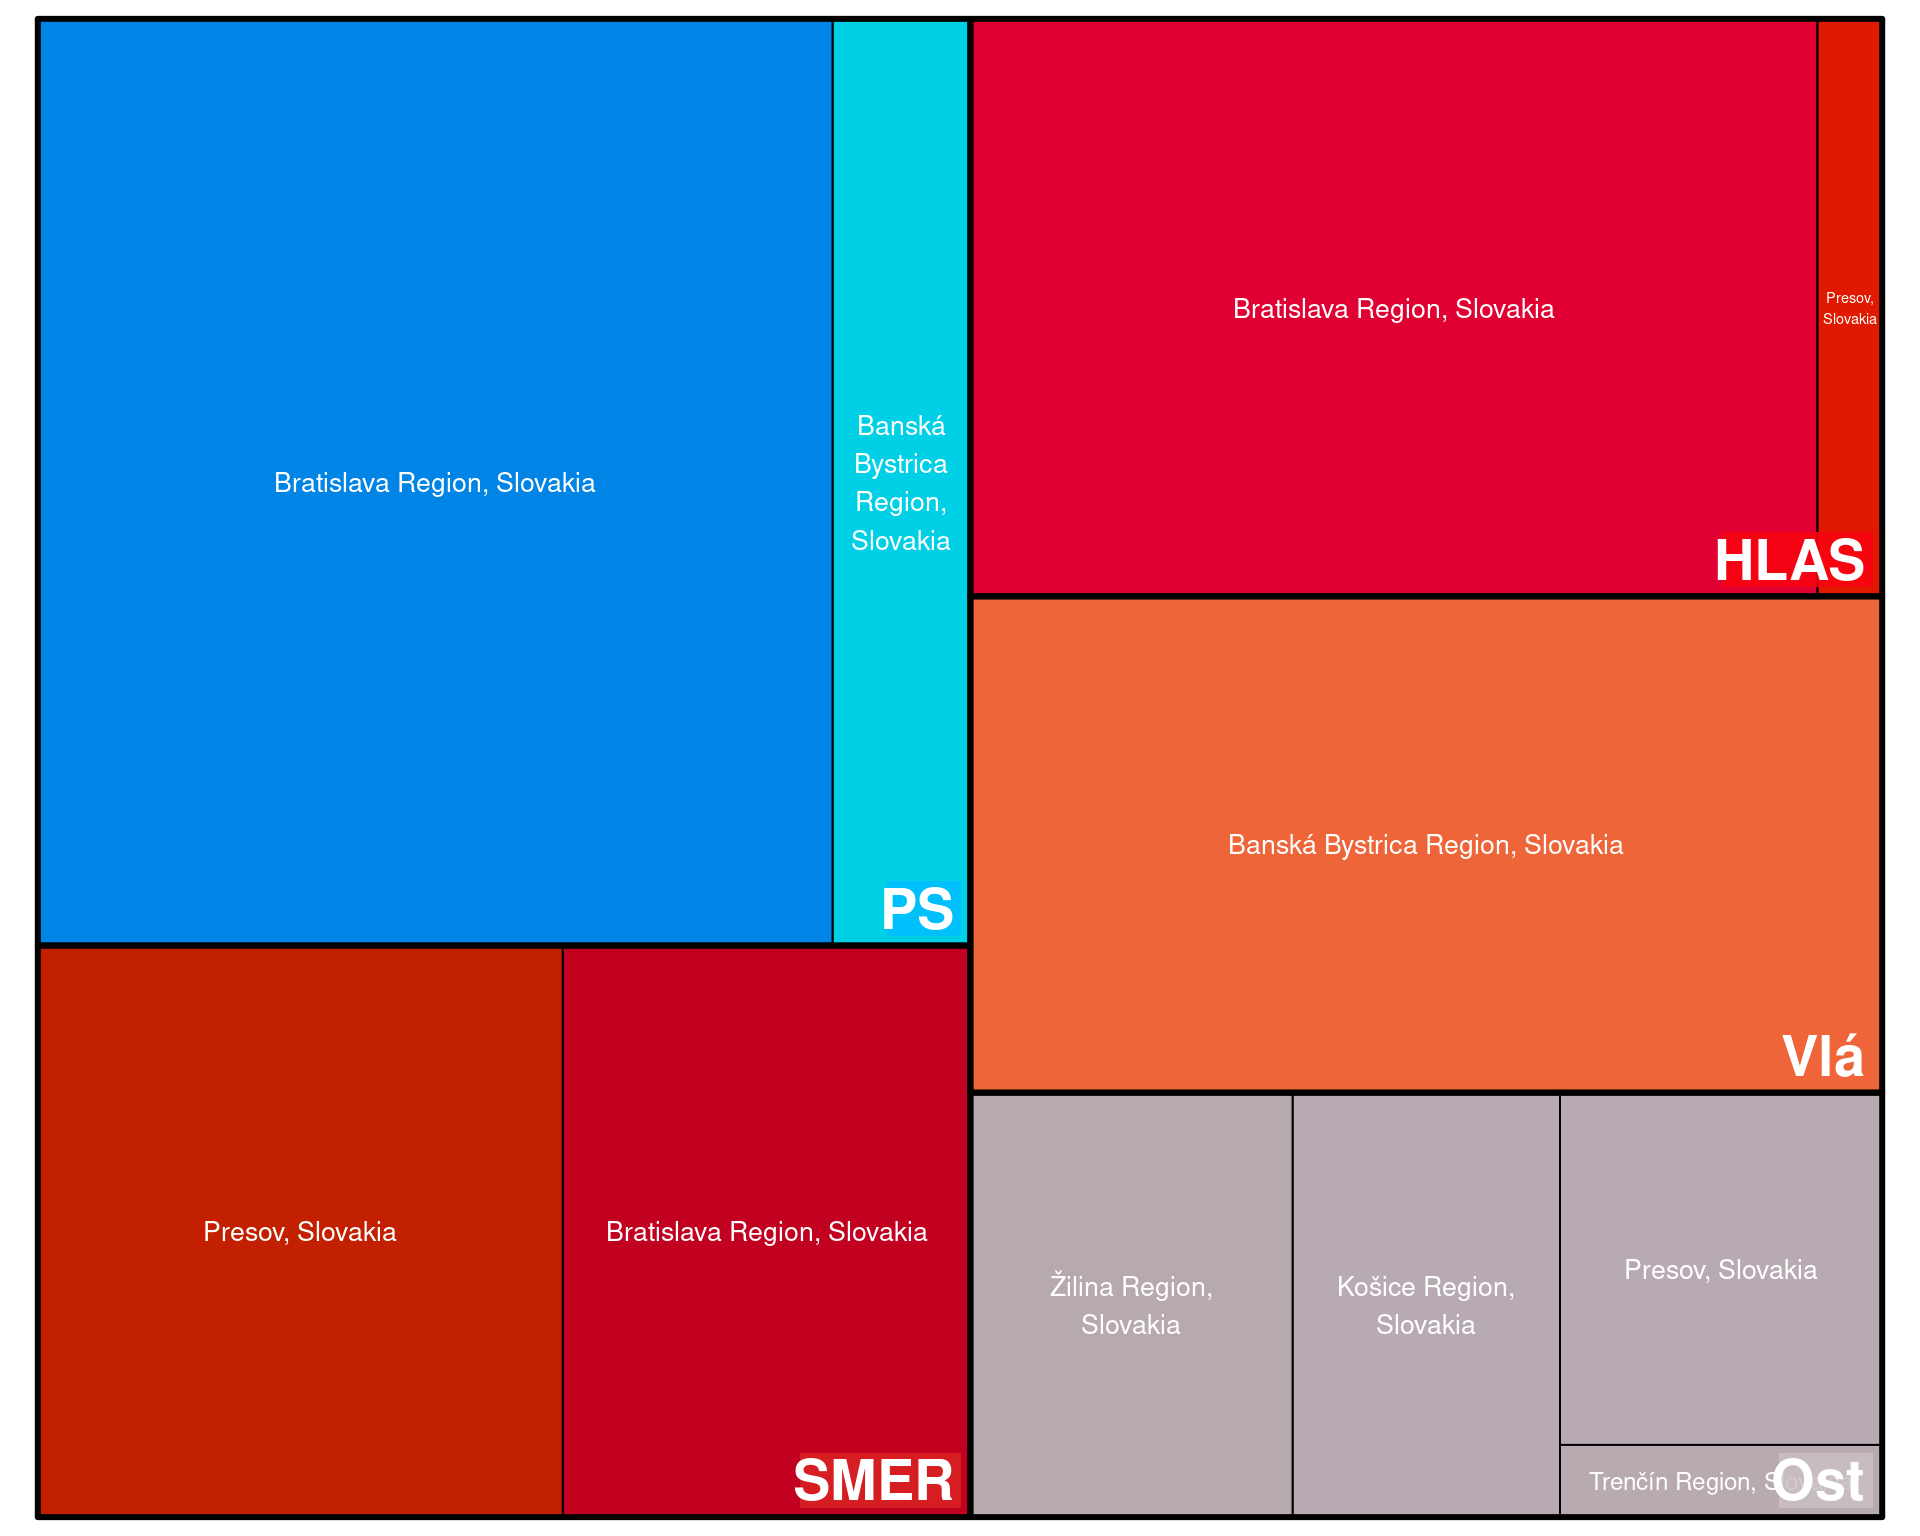 Bratislava Region, Slovakia
Banská
Bystrica
Region,
Slovakia
PS
Bratislava Region, Slovakia
Presov,
Slovakia
HLAS
Banská Bystrica Region, Slovakia
Vlá
Presov, Slovakia
Bratislava Region, Slovakia
SMER
Žilina Region,
Slovakia
Košice Region,
Slovakia
Presov, Slovakia
Trenčín Region,
Ost